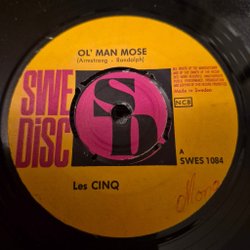 OL' MAN MOSE
(Armstrong - Randolph)
SWE
DISC
SD
Made in Sweden
NCB
A
SWES 1084
Les CINQ